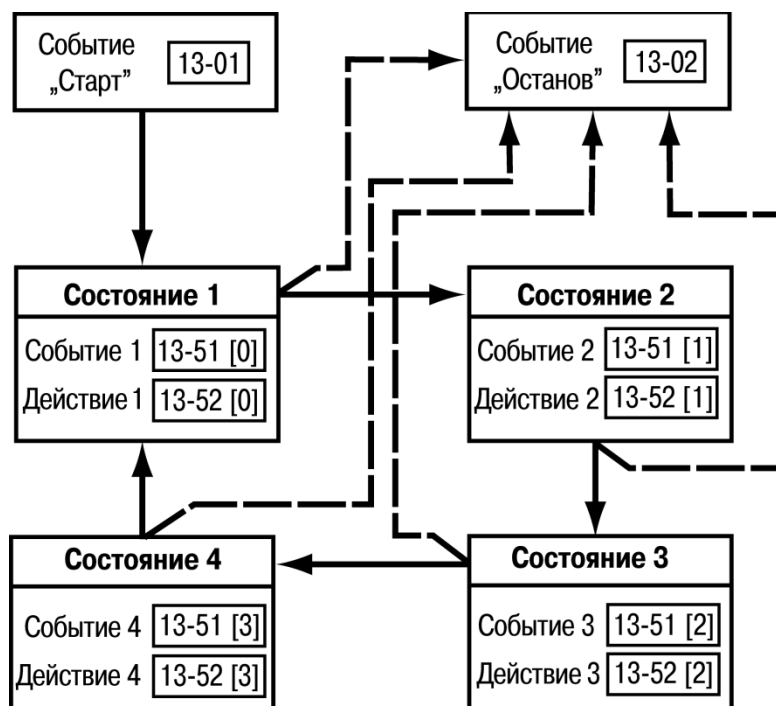 Событие
„Старт”
13-01
Событие
„Останов”
13-02
Состояние 1
Событие 1 13-51 [0]
Действие 1 13-52 [0]
Состояние 2
Событие 2 13-51 [1]
Действие 2 13-52 [1]
Состояние 4
Событие 4 13-51 [3]
Действие 4 13-52 [3]
Состояние 3
Событие 3 13-51 [2]
Действие 3 13-52 [2]